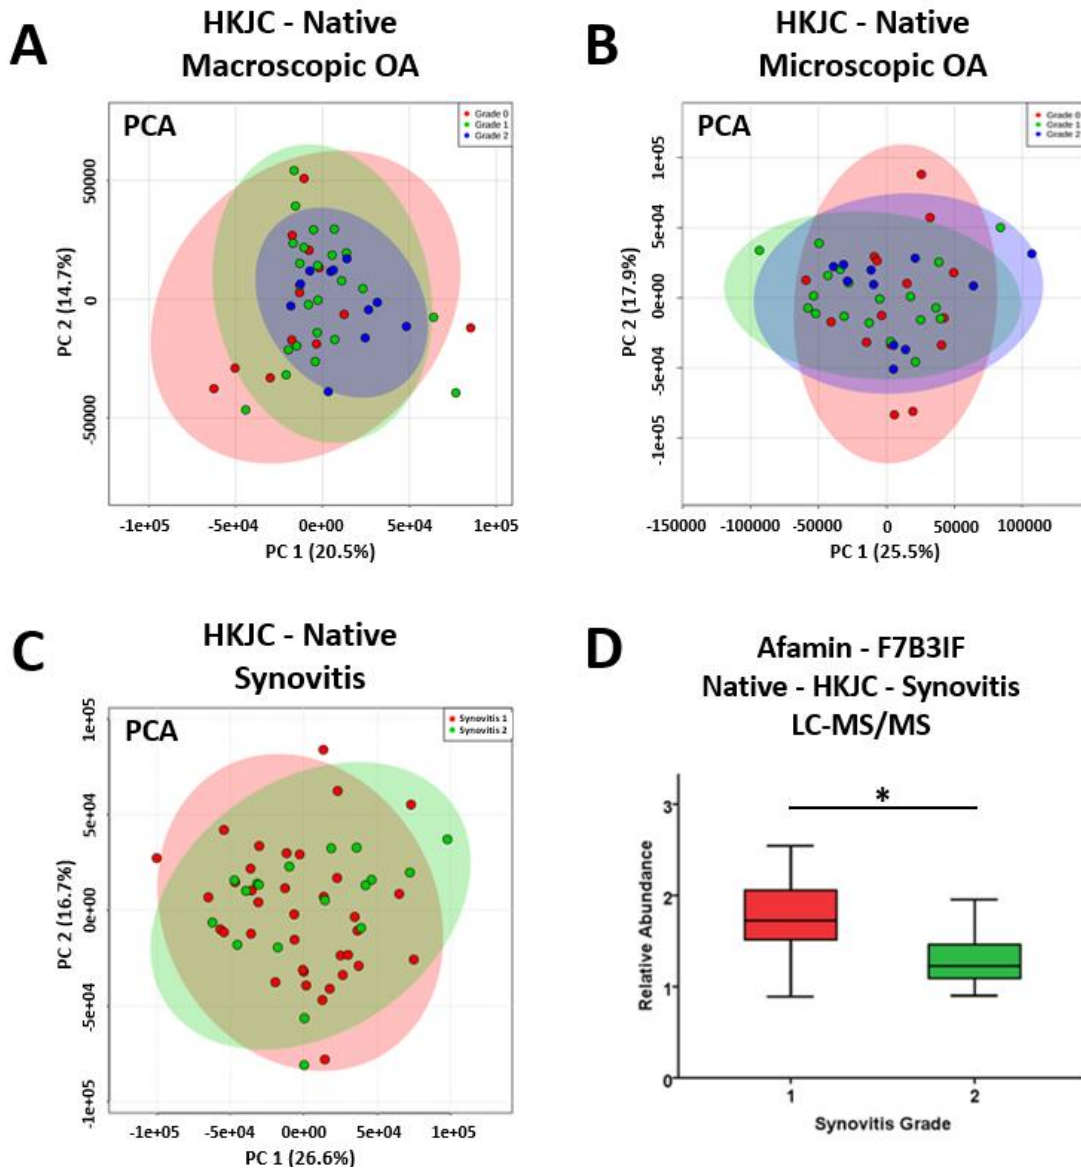 A
HKJC - Native
Macroscopic OA
PCA
Grade 0
Grade 1
Grade 2
PC 2 (14.7%)
50000
0
-50000
-1e+05
-5e+04
0e+00
5e+04
1e+05
PC 1 (20.5%)
B
HKJC - Native
Microscopic OA
PCA
Grade 0
Grade 1
Grade 2
PC 2 (17.9%)
1e+05
5e+04
0e+00
-5e+04
-1e+05
-150000
-100000
-50000
0
50000
100000
PC 1 (25.5%)
C
HKJC - Native
Synovitis
PCA
Synovitis 1
Synovitis 2
PC 2 (16.7%)
1e+05
5e+04
0e+00
-5e+04
-1e+05
-1e+05
-5e+04
0e+00
5e+04
1e+05
PC 1 (26.6%)
D
Afamin - F7B3IF
Native - HKJC - Synovitis
LC-MS/MS
*
Relative Abundance
3
2
1
0
1
2
Synovitis Grade